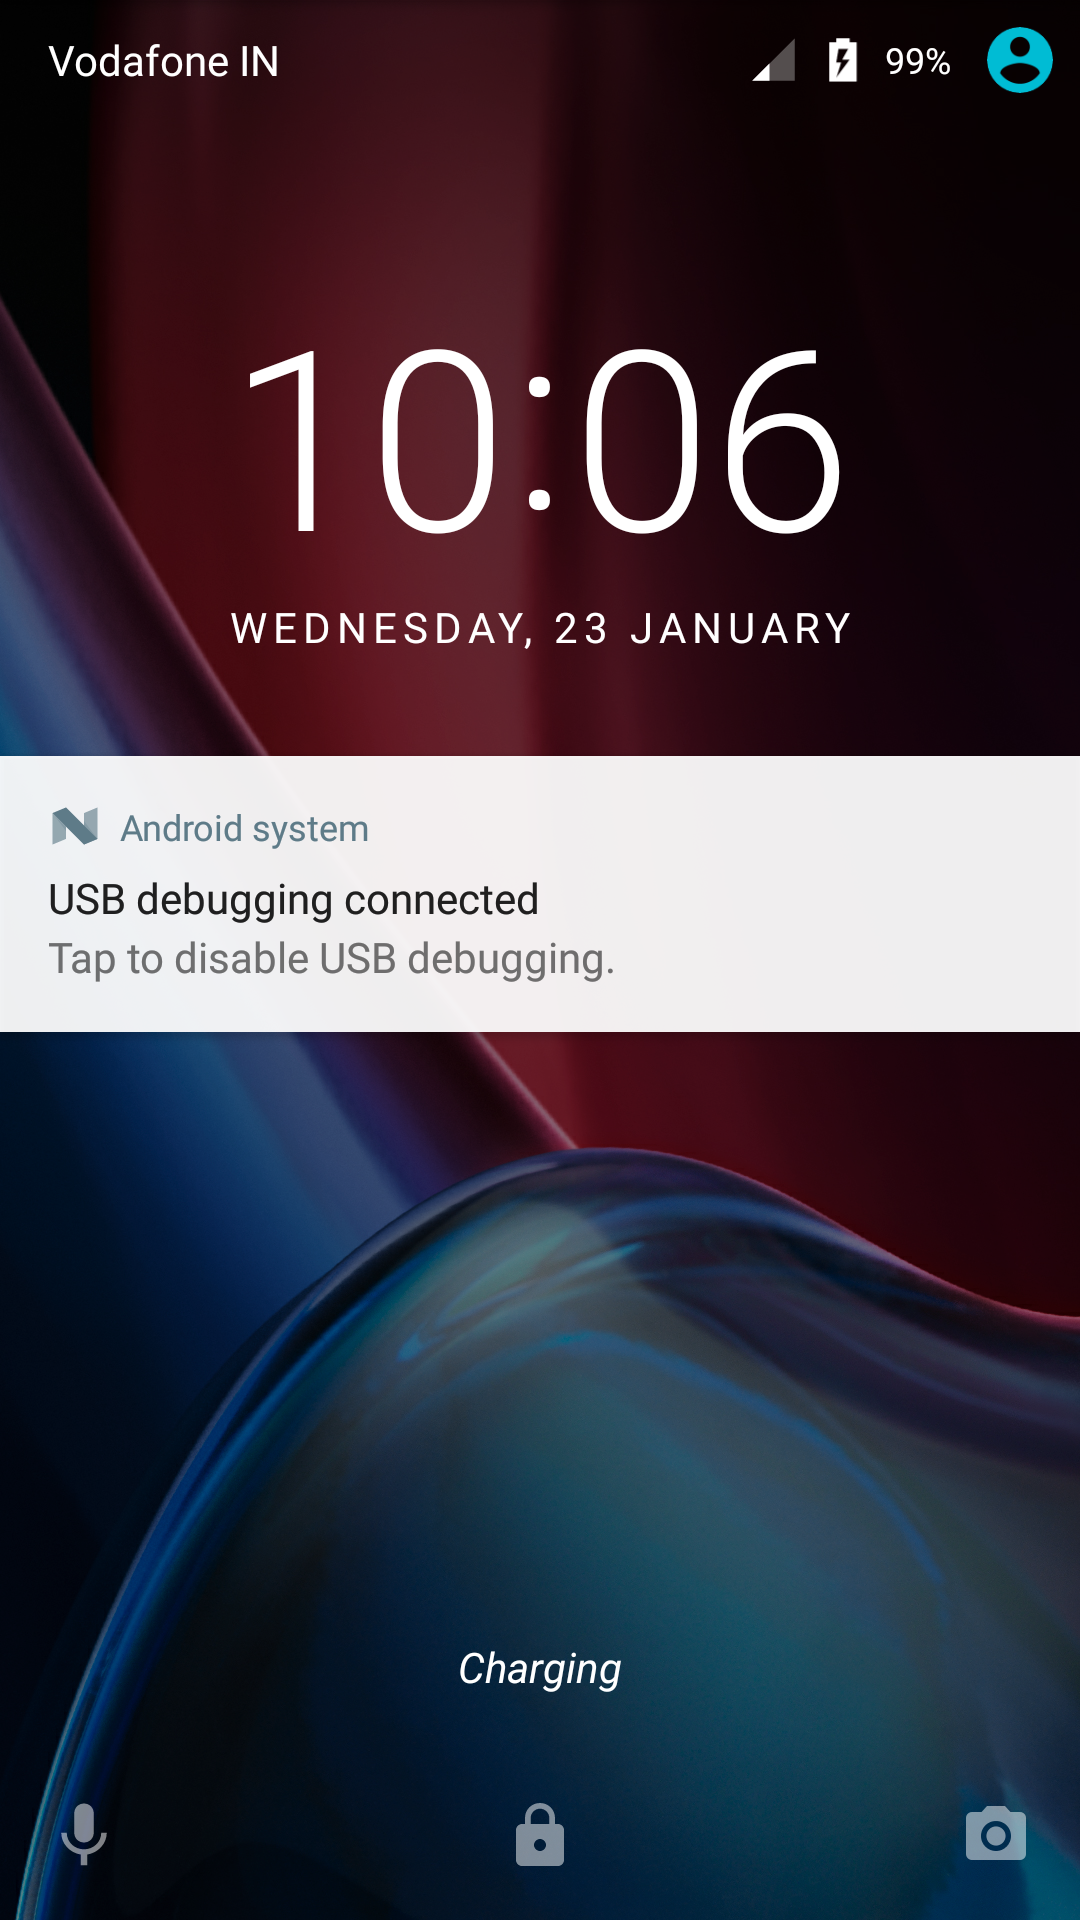 Vodafone IN
99%
10:06
WEDNESDAY, 23 JANUARY
Android system
USB debugging connected
Tap to disable USB debugging.
Charging